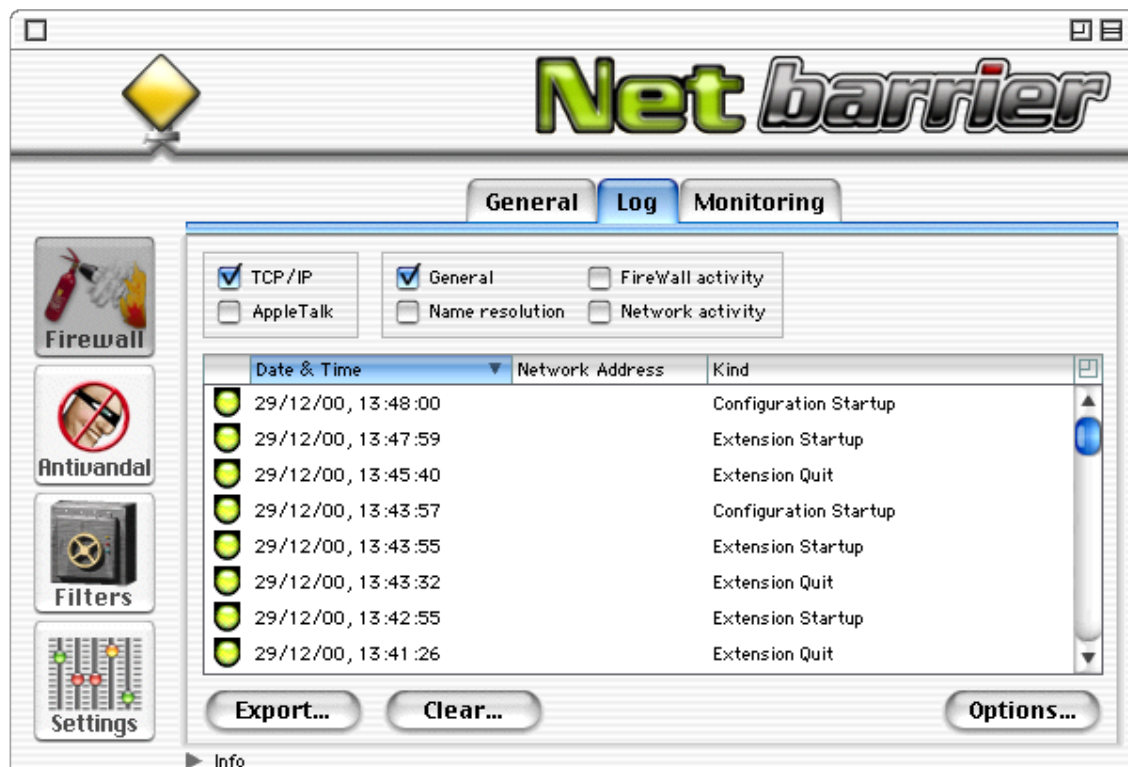 Net barrier
General Log Monitoring
TCP/IP General FireWall activity
AppleTalk Name resolution Network activity
Firewall
Antivandal
Filters
Settings
Date & Time Network Address Kind
29/12/00, 13:48:00 Configuration Startup
29/12/00, 13:47:59 Extension Startup
29/12/00, 13:45:40 Extension Quit
29/12/00, 13:43:57 Configuration Startup
29/12/00, 13:43:55 Extension Startup
29/12/00, 13:43:32 Extension Quit
29/12/00, 13:42:55 Extension Startup
29/12/00, 13:41:26 Extension Quit
Export... Clear... Options...
Info